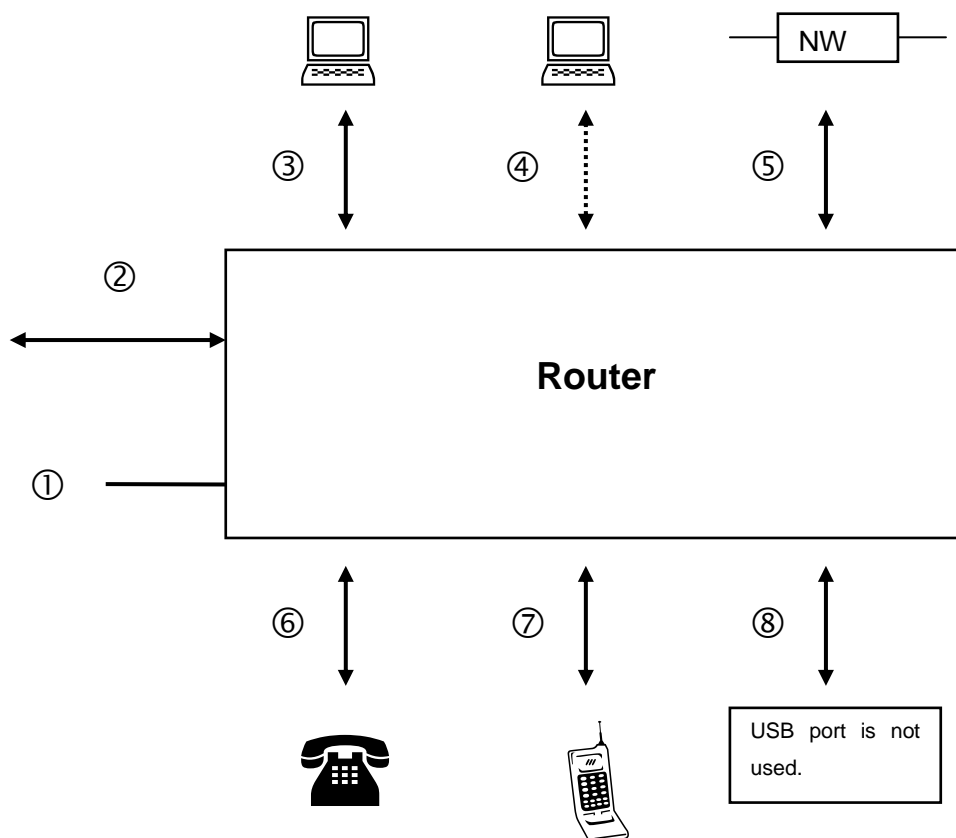 NW
③
④
⑤
②
Router
①
⑥
⑦
⑧
USB port is not
used.